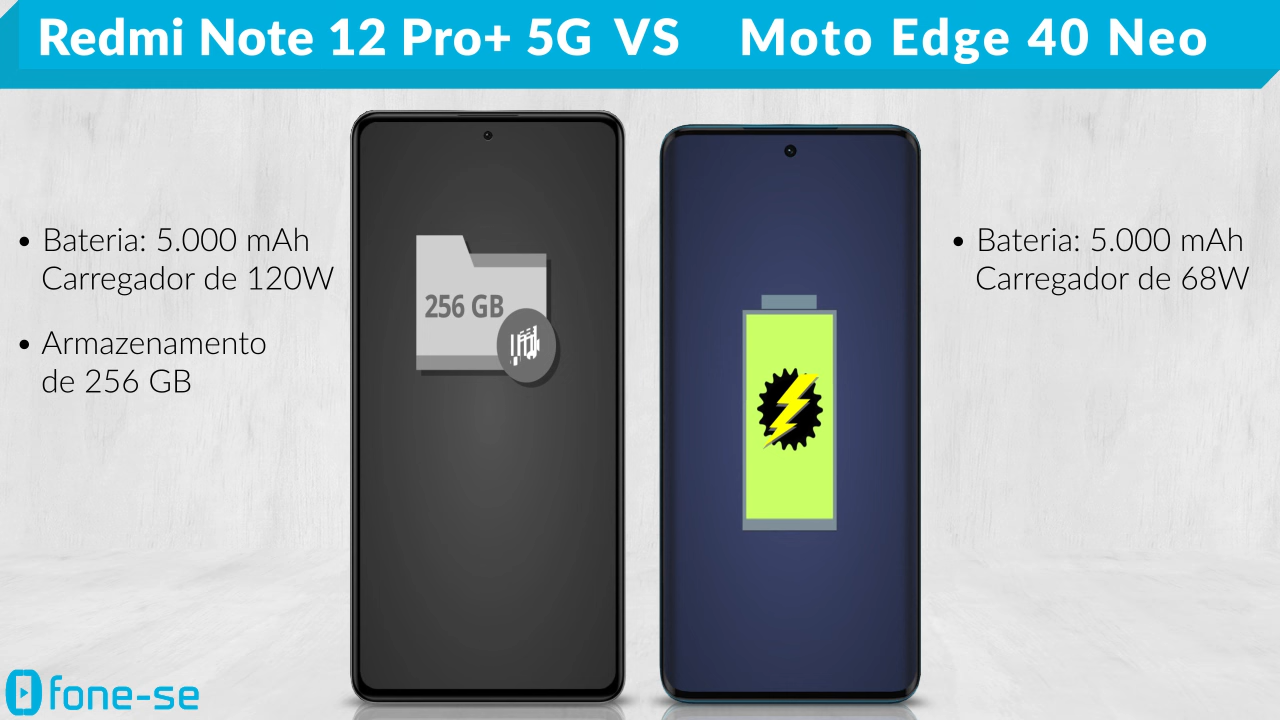 Redmi Note 12 Pro+ 5G VS Moto Edge 40 Neo
• Bateria: 5.000 mAh
Carregador de 120W
• Armazenamento
de 256 GB
256 GB
• Bateria: 5.000 mAh
Carregador de 68W
fone-se